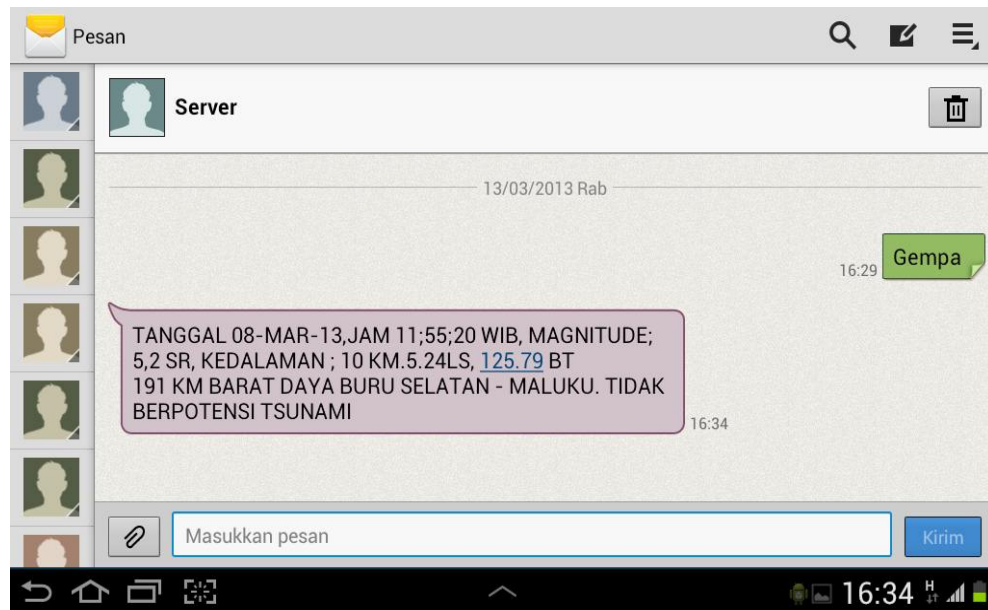 Pesan
Server
13/03/2013 Rab
Gempa
16:29
TANGGAL 08-MAR-13,JAM 11;55;20 WIB, MAGNITUDE;
5,2 SR, KEDALAMAN ; 10 KM.5.24LS, 125.79 BT
191 KM BARAT DAYA BURU SELATAN - MALUKU. TIDAK
BERPOTENSI TSUNAMI
16:34
Masukkan pesan
Kirim
16:34 H